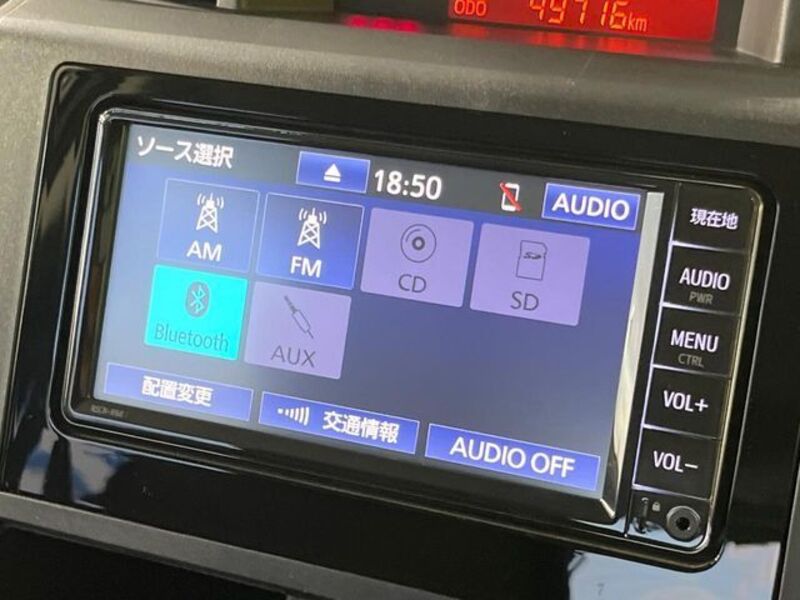 ODO 49716km
ソース選択
18:50
AUDIO
AM
FM
CD
SD
Bluetooth
AUX
配置変更
交通情報
AUDIO OFF
現在地
AUDIO
PWR
MENU
CTRL
VOL+
VOL-